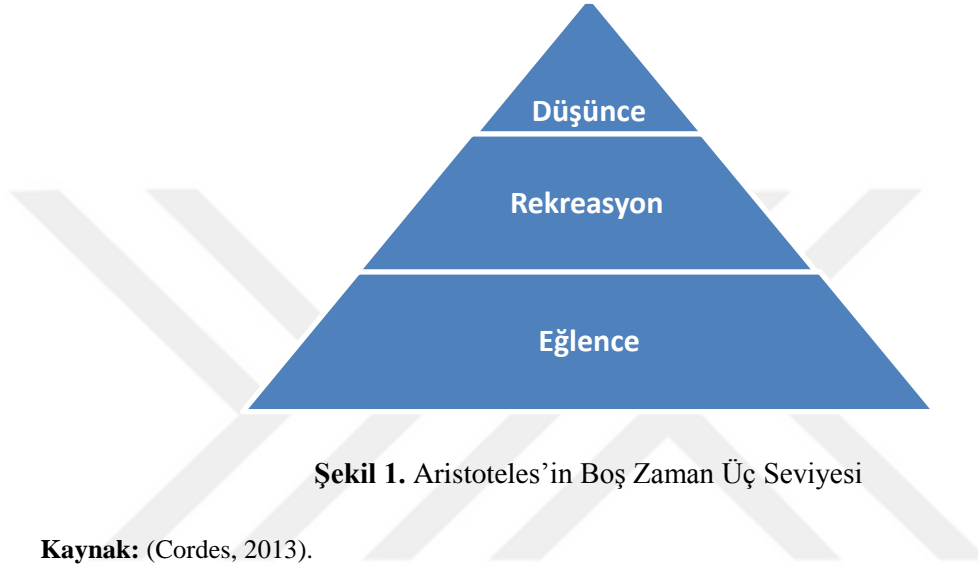 Düşünce
Rekreasyon
Eğlence
Şekil 1. Aristoteles’in Boş Zaman Üç Seviyesi
Kaynak: (Cordes, 2013).